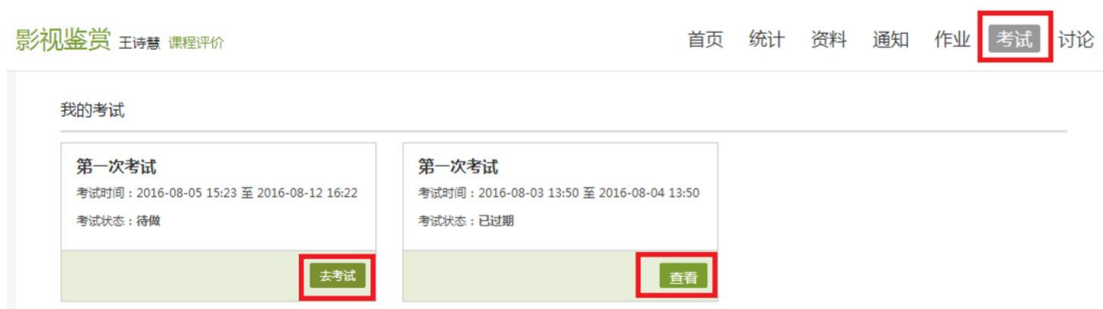 影视鉴赏 王诗慧 课程评价 首页 统计 资料 通知 作业 考试 讨论
我的考试
第一次考试
考试时间：2016-08-05 15:23 至 2016-08-12 16:22
考试状态：待做
去考试
第一次考试
考试时间：2016-08-03 13:50 至 2016-08-04 13:50
考试状态：已过期
查看